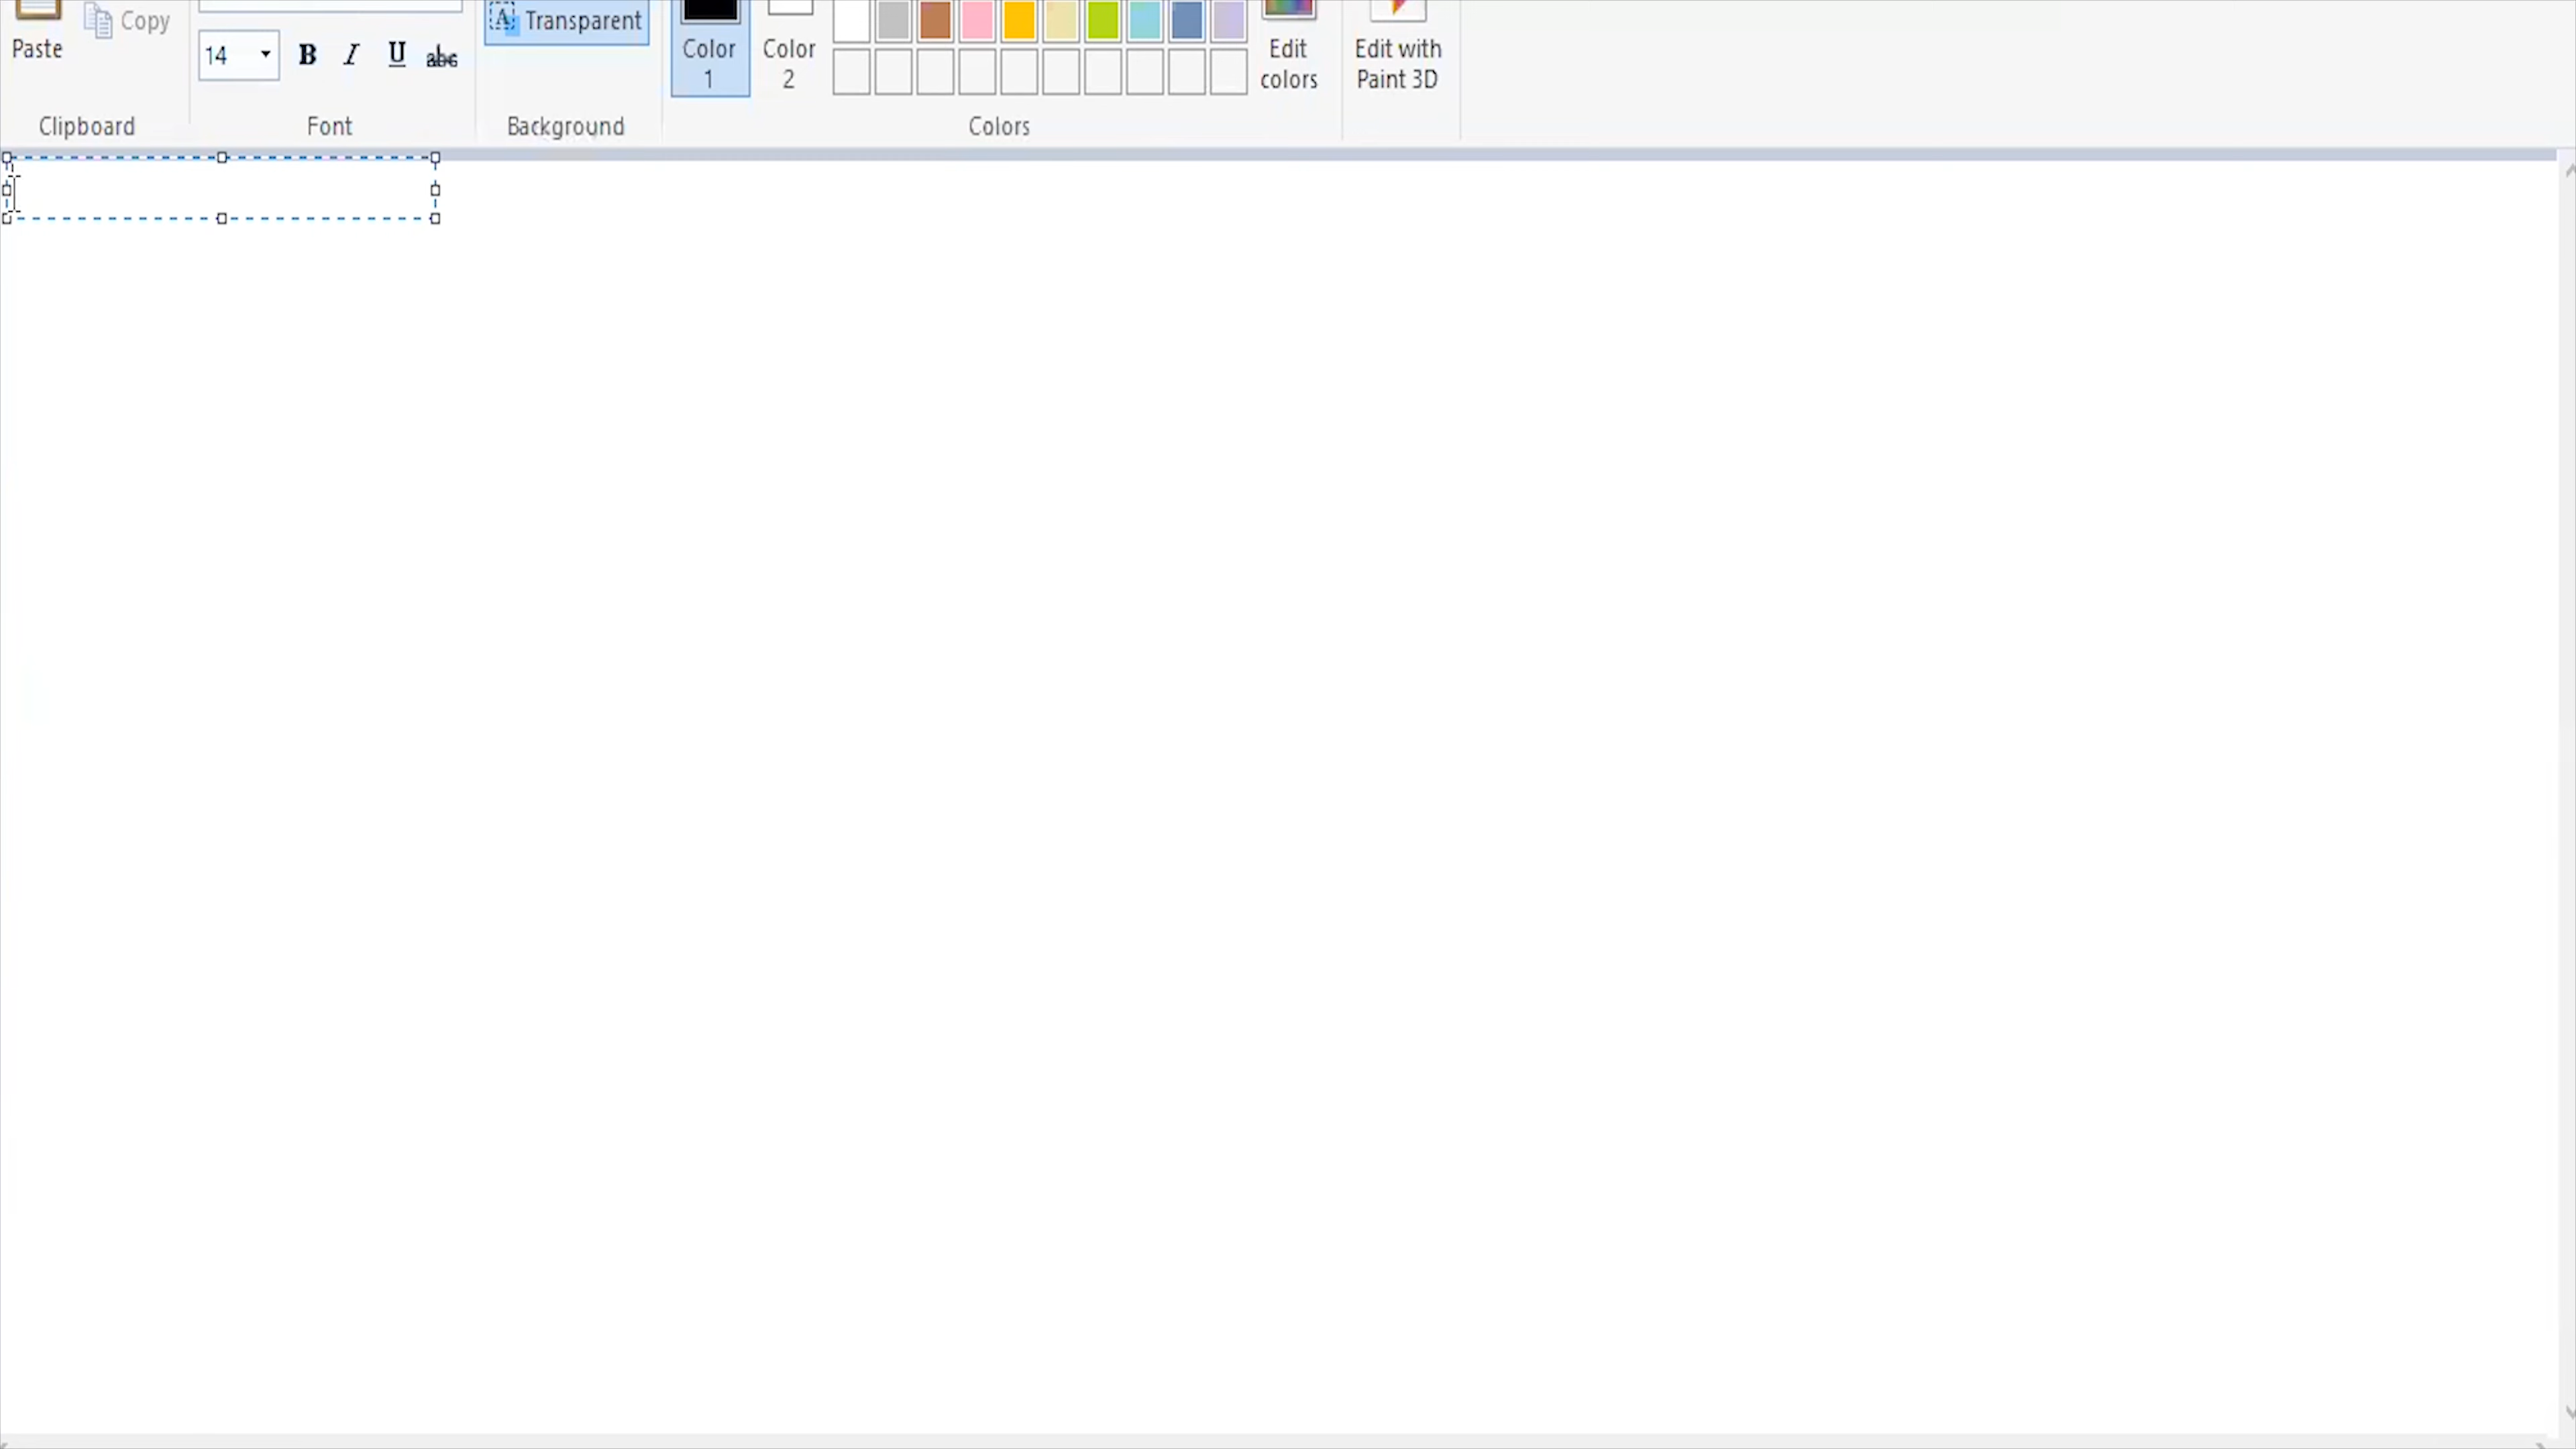 Paste
Copy
14
B I U abc
A Transparent
Color 1
Color 2
Edit colors
Edit with Paint 3D
Clipboard
Font
Background
Colors